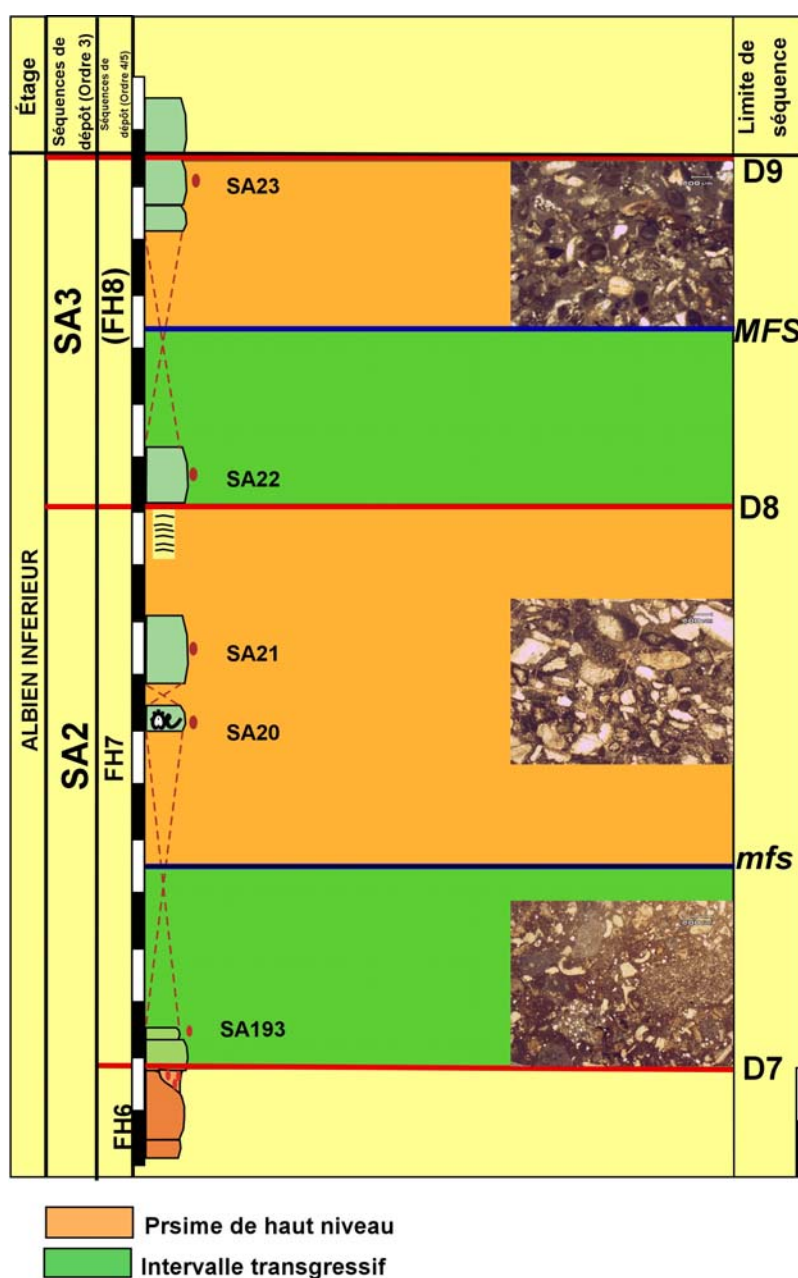 Étage
Séquences de
dépôt (Ordre 3)
Séquences de
dépôt (Ordre 4/5)
Limite de
séquence
D9
SA23
MFS
SA3
(FH8)
SA22
D8
SA21
SA20
ALBIEN INFERIEUR
SA2
FH7
mfs
SA193
D7
FH6
Prsime de haut niveau
Intervalle transgressif